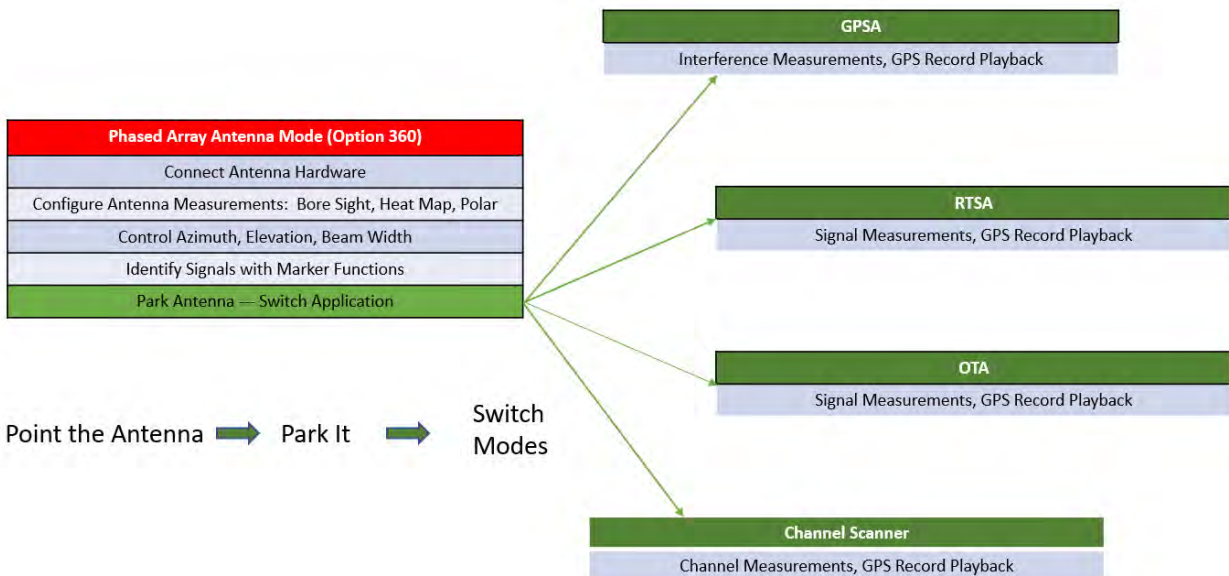 GPSA
Interference Measurements, GPS Record Playback
Phased Array Antenna Mode (Option 360)
Connect Antenna Hardware
Configure Antenna Measurements: Bore Sight, Heat Map, Polar
Control Azimuth, Elevation, Beam Width
Identify Signals with Marker Functions
Park Antenna — Switch Application
RTSA
Signal Measurements, GPS Record Playback
OTA
Signal Measurements, GPS Record Playback
Point the Antenna
Park It
Switch
Modes
Channel Scanner
Channel Measurements, GPS Record Playback